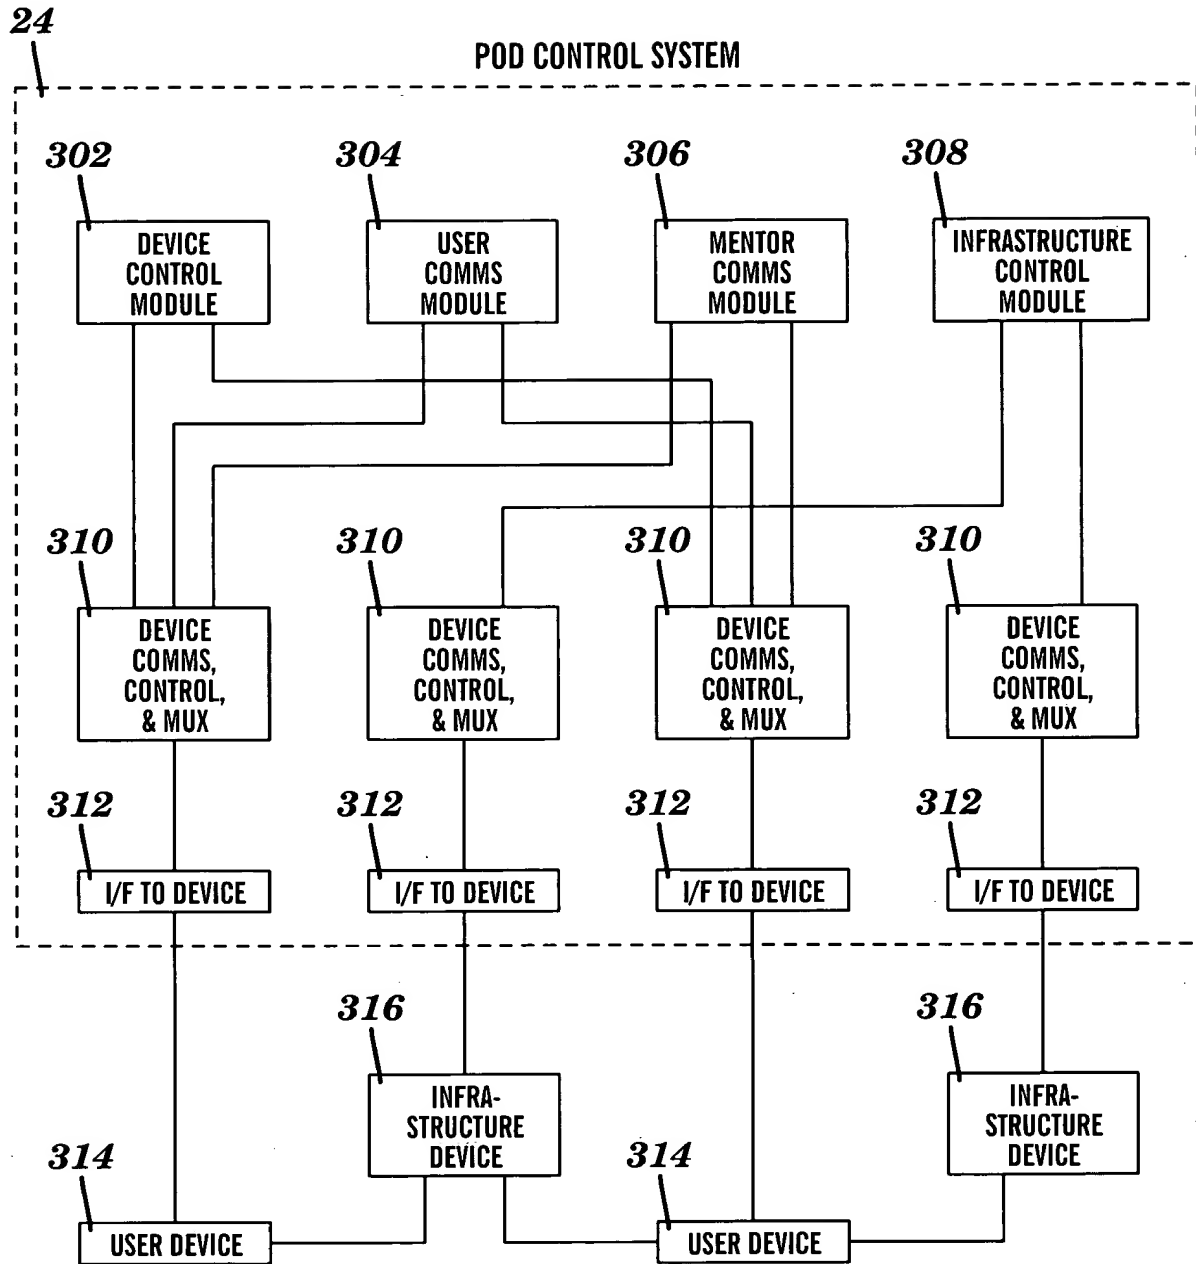 24
POD CONTROL SYSTEM
302
304
306
308
DEVICE
CONTROL
MODULE
USER
COMMS
MODULE
MENTOR
COMMS
MODULE
INFRASTRUCTURE
CONTROL
MODULE
310
310
310
310
DEVICE
COMMS,
CONTROL,
& MUX
DEVICE
COMMS,
CONTROL,
& MUX
DEVICE
COMMS,
CONTROL,
& MUX
DEVICE
COMMS,
CONTROL,
& MUX
312
312
312
312
I/F TO DEVICE
I/F TO DEVICE
I/F TO DEVICE
I/F TO DEVICE
316
316
INFRA-
STRUCTURE
DEVICE
INFRA-
STRUCTURE
DEVICE
314
314
USER DEVICE
USER DEVICE